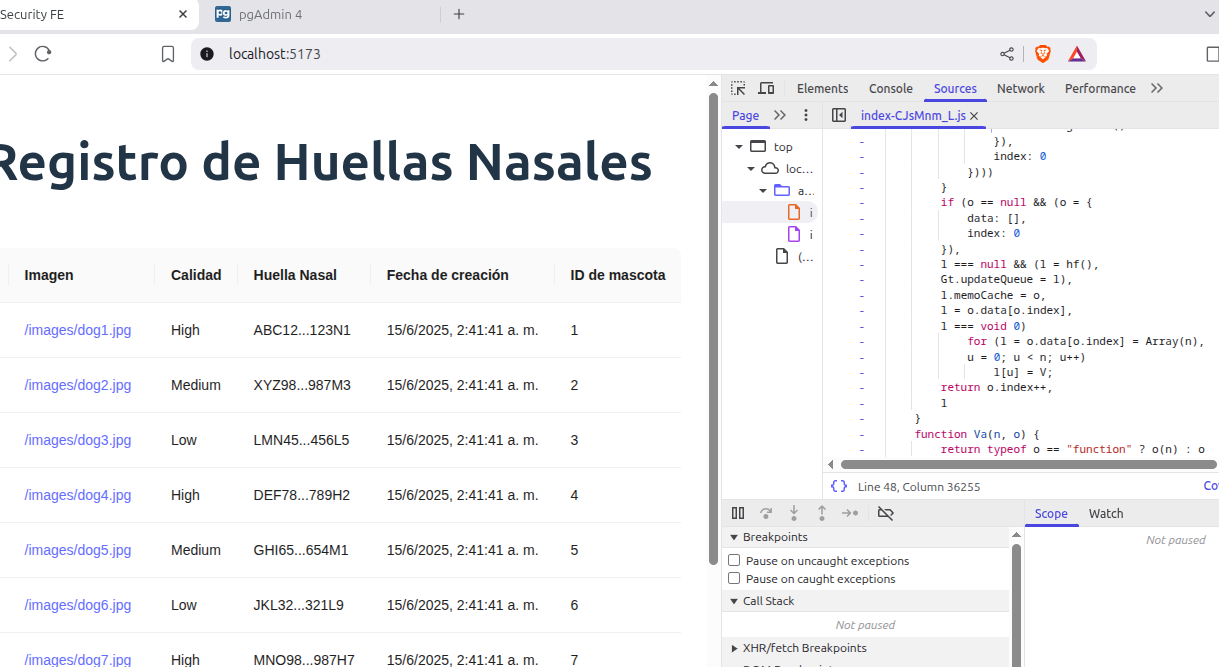 Security FE
pgAdmin 4
localhost:5173
Elements Console Sources Network Performance
Page
index-CJsMnm_L.js
top
loc...
a...
i
i
(...
}),
index: 0
})))
}
if (o == null && (o = {
data: [],
index: 0
}),
l === null && (l = hf(),
Gt.updateQueue = l),
l.memoCache = o,
l = o.data[o.index],
l === void 0)
for (l = o.data[o.index] = Array(n),
u = 0; u < n; u++)
l[u] = V;
return o.index++,
l
}
function Va(n, o) {
return typeof o == "function" ? o(n) : o
{} Line 48, Column 36255
Scope Watch
Not paused
Breakpoints
Pause on uncaught exceptions
Pause on caught exceptions
Call Stack
Not paused
XHR/fetch Breakpoints
Registro de Huellas Nasales
Imagen Calidad Huella Nasal Fecha de creación ID de mascota
/images/dog1.jpg High ABC12...123N1 15/6/2025, 2:41:41 a. m. 1
/images/dog2.jpg Medium XYZ98...987M3 15/6/2025, 2:41:41 a. m. 2
/images/dog3.jpg Low LMN45...456L5 15/6/2025, 2:41:41 a. m. 3
/images/dog4.jpg High DEF78...789H2 15/6/2025, 2:41:41 a. m. 4
/images/dog5.jpg Medium GHI65...654M1 15/6/2025, 2:41:41 a. m. 5
/images/dog6.jpg Low JKL32...321L9 15/6/2025, 2:41:41 a. m. 6
/images/dog7.jpg High MNO98...987H7 15/6/2025, 2:41:41 a. m. 7